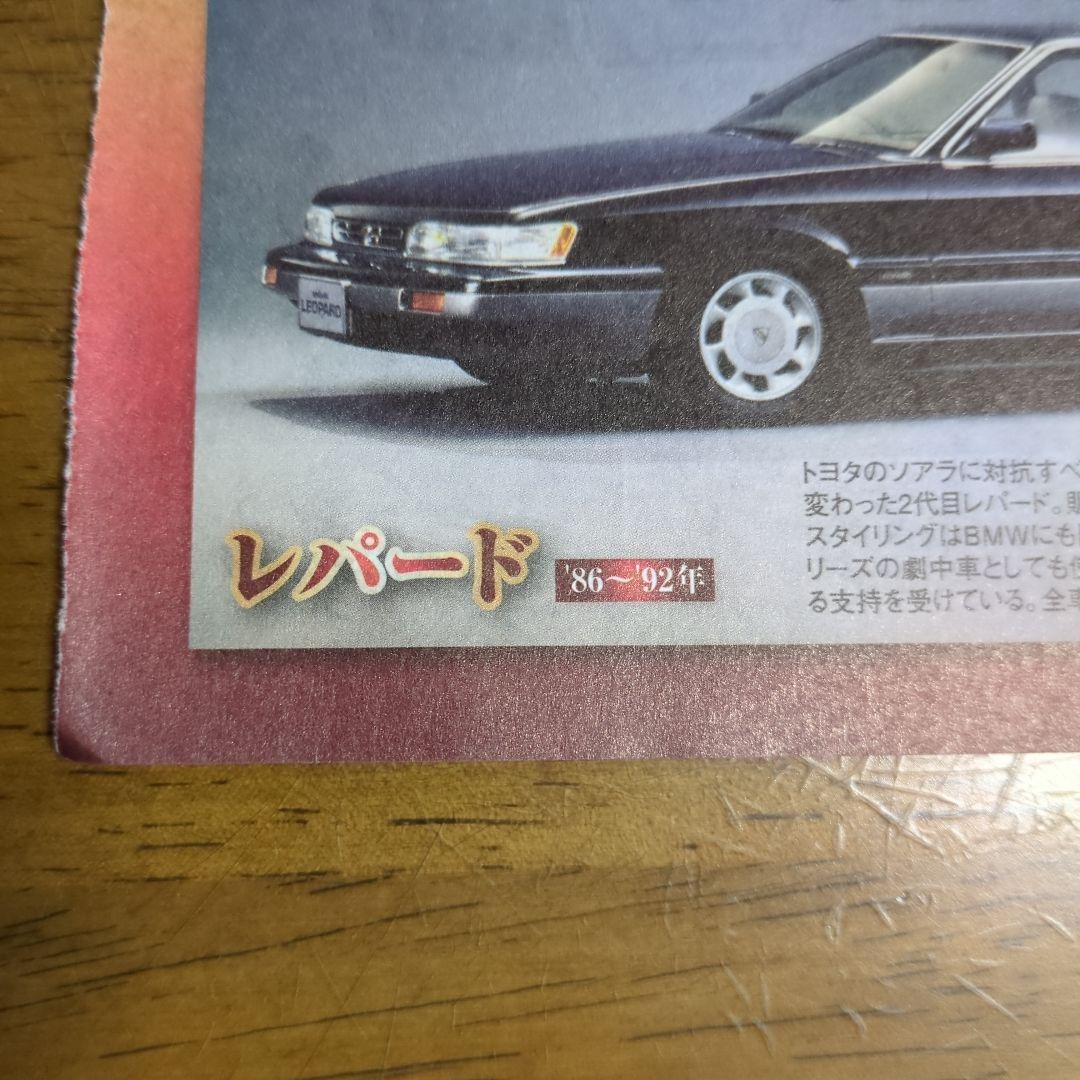 LEOPARD
トヨタのソアラに対抗すべ
変わった2代目レパード。
スタイリングはBMWにも
リーズの劇中車としても使
る支持を受けている。全車
レパード
'86～'92年